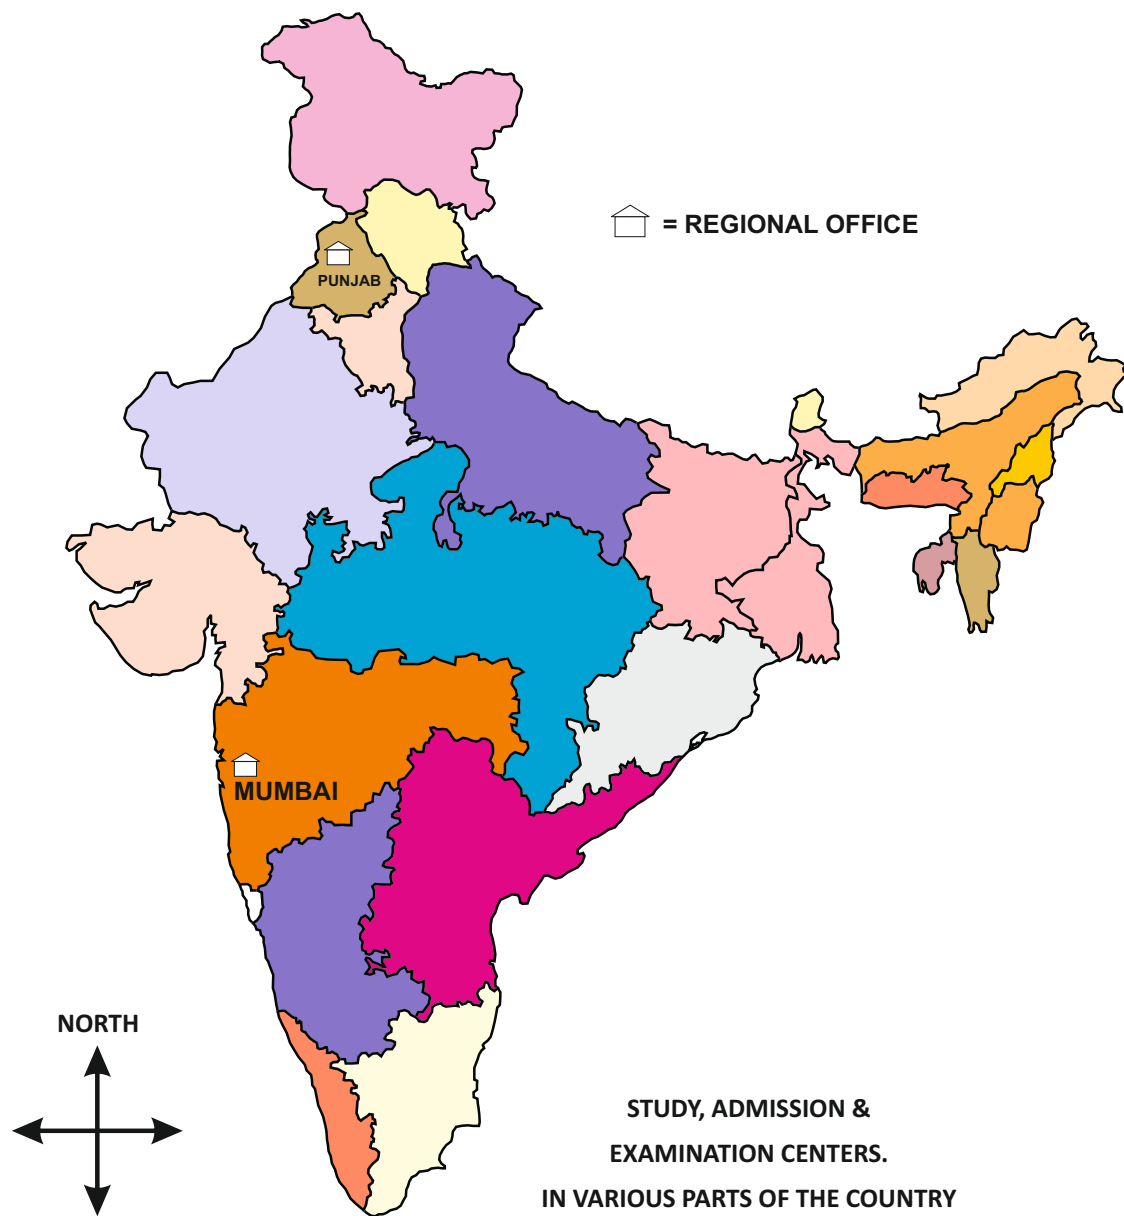 = REGIONAL OFFICE
PUNJAB
MUMBAI
NORTH
STUDY, ADMISSION &
EXAMINATION CENTERS.
IN VARIOUS PARTS OF THE COUNTRY